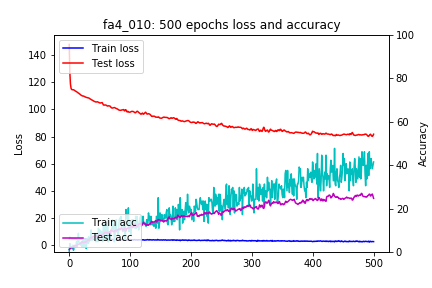 fa4_010: 500 epochs loss and accuracy
Train loss
Test loss
Train acc
Test acc
Loss
Accuracy
0
20
40
60
80
100
120
140
0
20
40
60
80
100
0
100
200
300
400
500